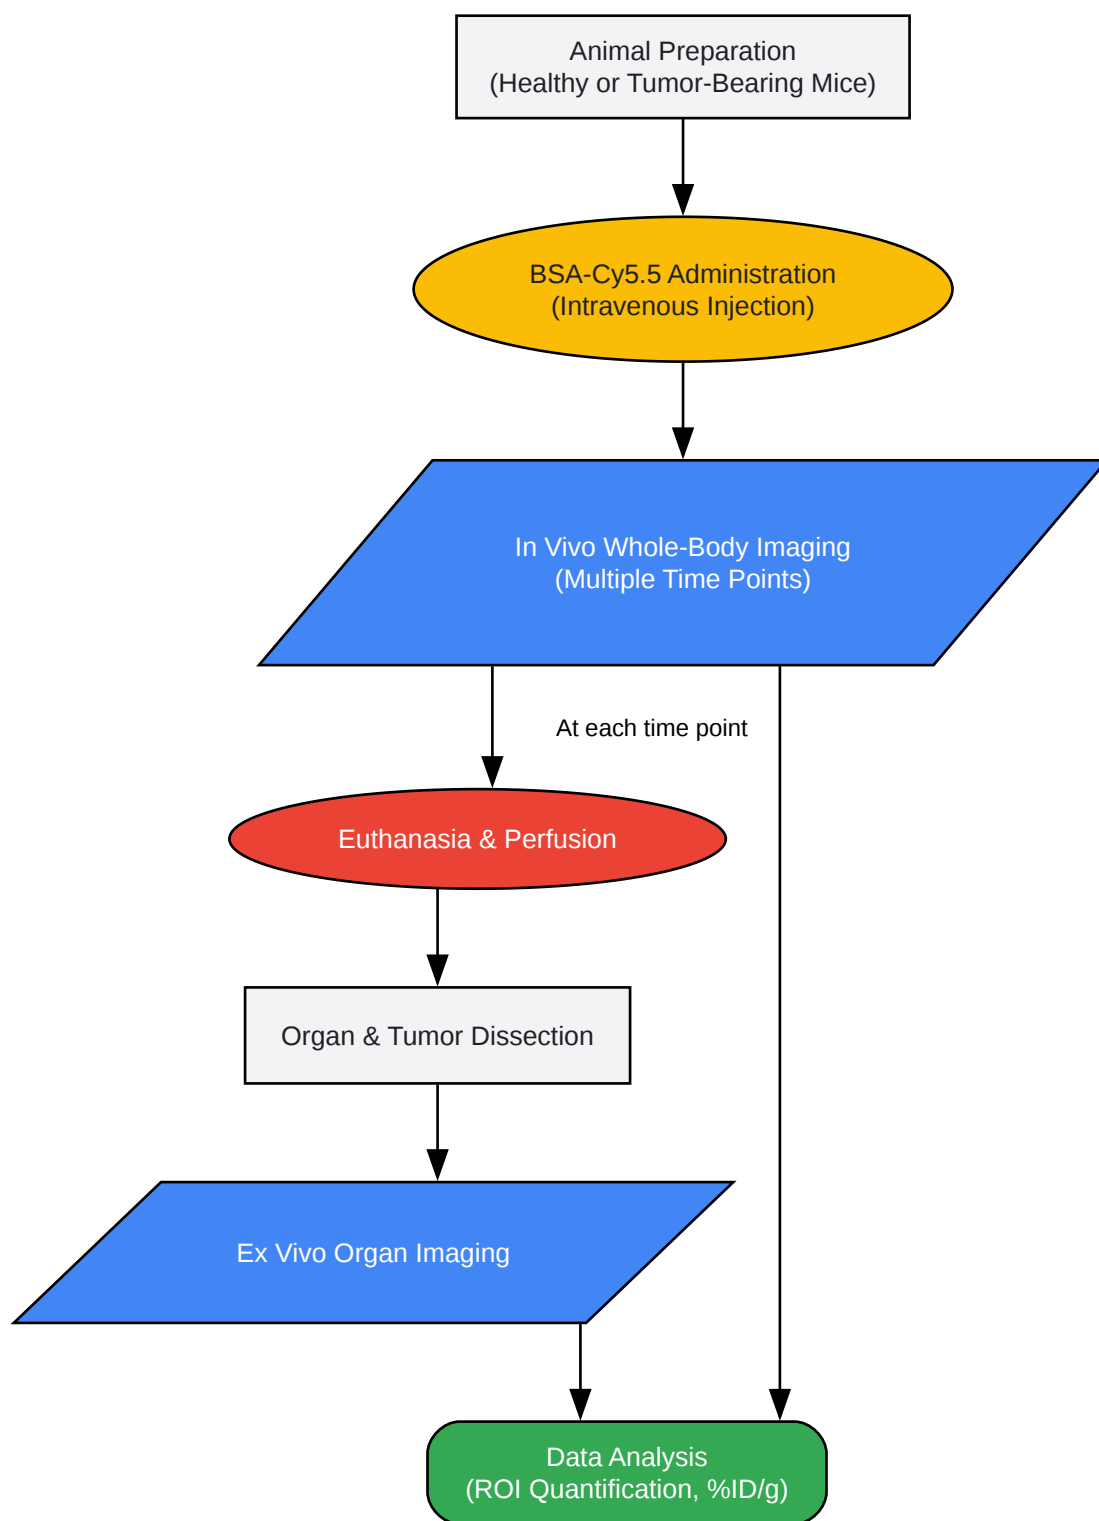 Animal Preparation
(Healthy or Tumor-Bearing Mice)
BSA-Cy5.5 Administration
(Intravenous Injection)
In Vivo Whole-Body Imaging
(Multiple Time Points)
At each time point
Euthanasia & Perfusion
Organ & Tumor Dissection
Ex Vivo Organ Imaging
Data Analysis
(ROI Quantification, %ID/g)